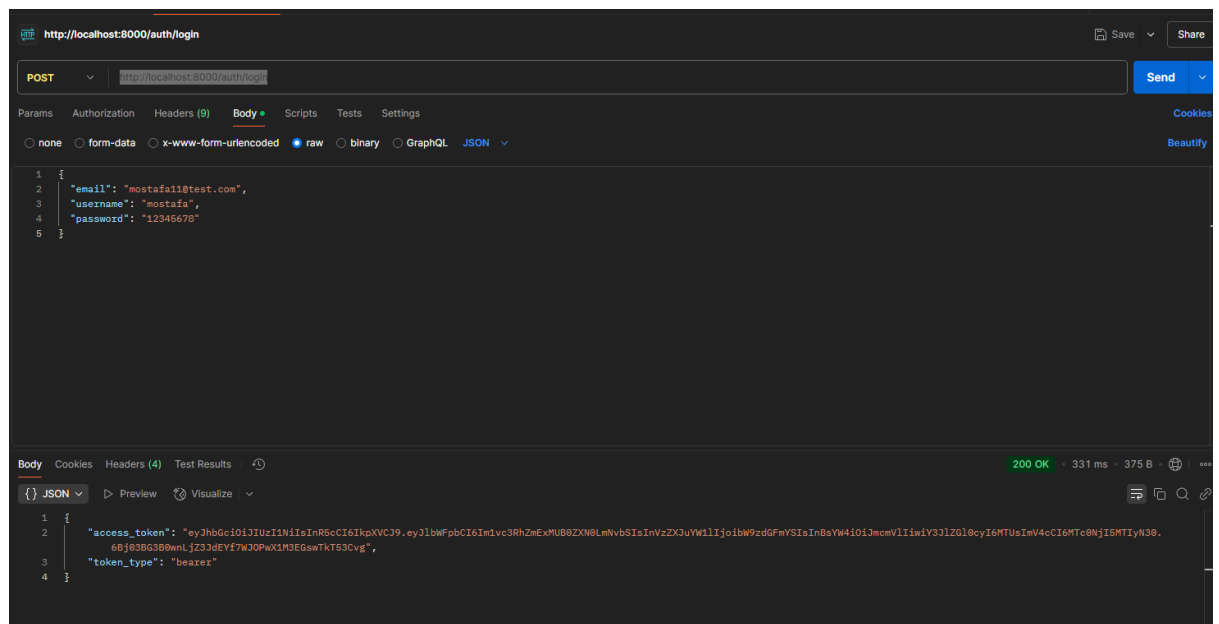 HTTP http://localhost:8000/auth/login Save Share
POST http://localhost:8000/auth/login Send
Params Authorization Headers (9) Body Scripts Tests Settings Cookies
none form-data x-www-form-urlencoded raw binary GraphQL JSON Beautify
1 {
2 "email": "mostafa11@test.com",
3 "username": "mostafa",
4 "password": "12345678"
5 }
Body Cookies Headers (4) Test Results 200 OK 331 ms 375 B
{} JSON Preview Visualize
1 {
2 "access_token": "eyJhbGciOiJIUzI1NiIsInR5cCI6IkpXVCJ9.eyJlbWFpbCI6Im1vc3RhZmExMUB0ZXN0LmNvbSIsInVzZXJuYW1lIjoibW9zdGFmYSIsInBsYW4iOiJmcmVlIiwiY3JlZGl0cyI6MTUsImV4cCI6MTc0NjI5MTIyN30.
6Bj03BG3B0wnLjZ3JdEYf7WJOPwX1M3EGswTkT53Cvg",
3 "token_type": "bearer"
4 }